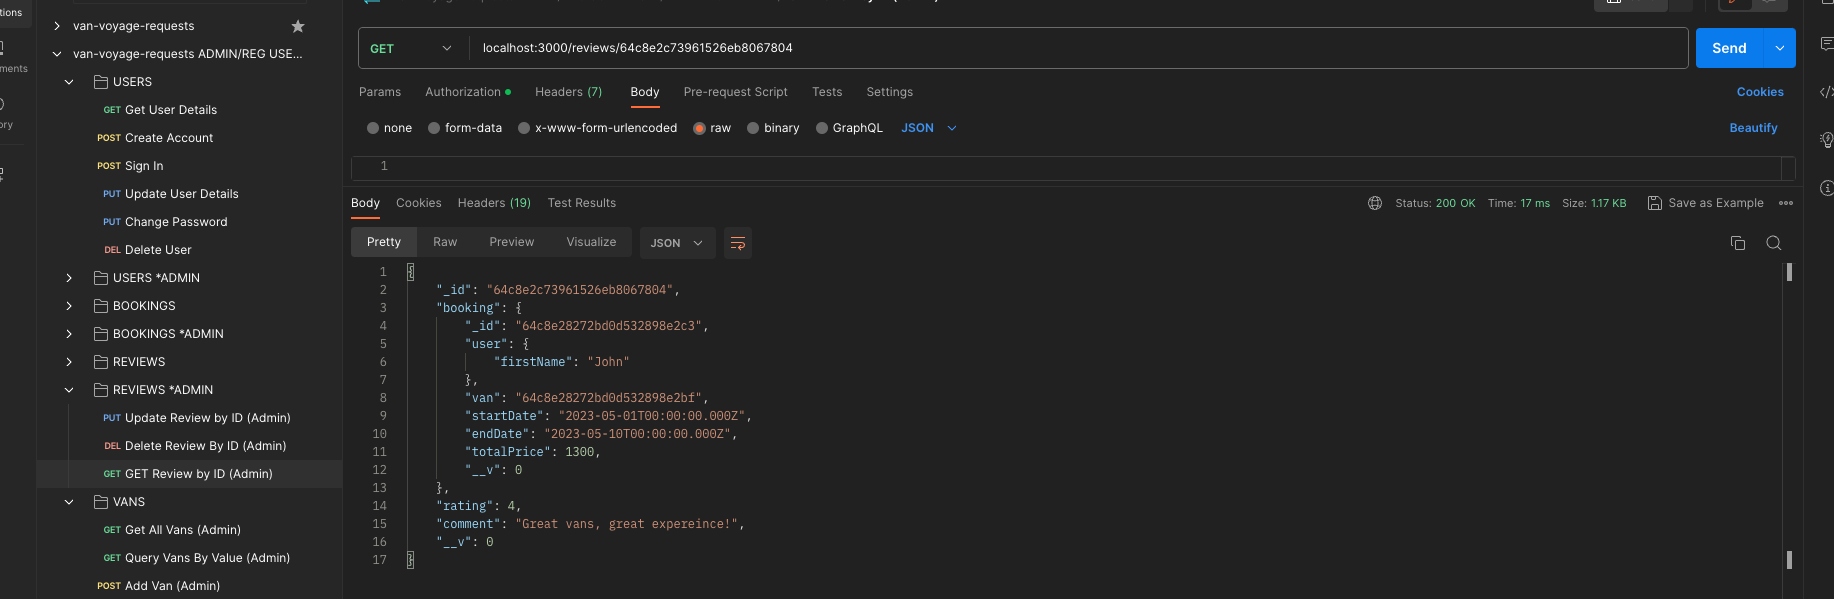 tions
ments
ory
van-voyage-requests
van-voyage-requests ADMIN/REG USE...
USERS
GET Get User Details
POST Create Account
POST Sign In
PUT Update User Details
PUT Change Password
DEL Delete User
USERS *ADMIN
BOOKINGS
BOOKINGS *ADMIN
REVIEWS
REVIEWS *ADMIN
PUT Update Review by ID (Admin)
DEL Delete Review By ID (Admin)
GET GET Review by ID (Admin)
VANS
GET Get All Vans (Admin)
GET Query Vans By Value (Admin)
POST Add Van (Admin)
GET localhost:3000/reviews/64c8e2c73961526eb8067804 Send
Params Authorization Headers (7) Body Pre-request Script Tests Settings Cookies
none form-data x-www-form-urlencoded raw binary GraphQL JSON Beautify
1
Body Cookies Headers (19) Test Results Status: 200 OK Time: 17 ms Size: 1.17 KB Save as Example
Pretty Raw Preview Visualize JSON
1 {
2 "_id": "64c8e2c73961526eb8067804",
3 "booking": {
4 "_id": "64c8e28272bd0d532898e2c3",
5 "user": {
6 "firstName": "John"
7 },
8 "van": "64c8e28272bd0d532898e2bf",
9 "startDate": "2023-05-01T00:00:00.000Z",
10 "endDate": "2023-05-10T00:00:00.000Z",
11 "totalPrice": 1300,
12 "__v": 0
13 },
14 "rating": 4,
15 "comment": "Great vans, great expereince!",
16 "__v": 0
17 }